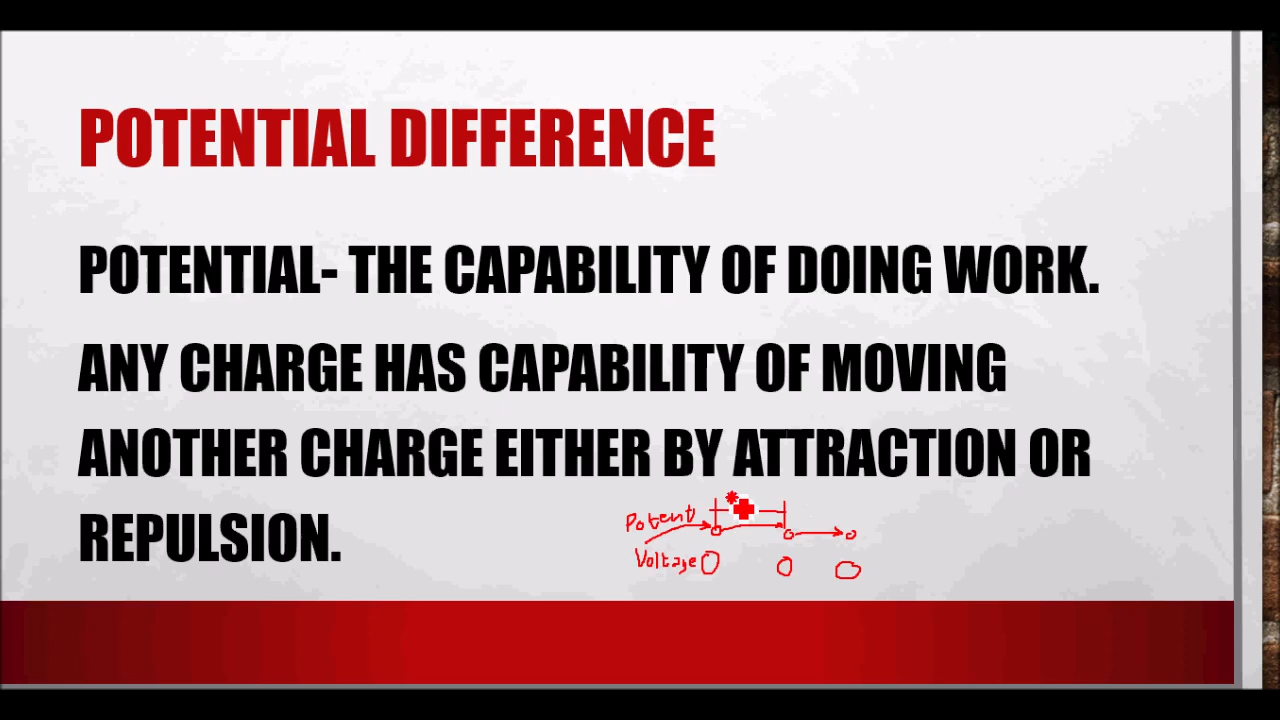 POTENTIAL DIFFERENCE
POTENTIAL- THE CAPABILITY OF DOING WORK.
ANY CHARGE HAS CAPABILITY OF MOVING
ANOTHER CHARGE EITHER BY ATTRACTION OR
REPULSION.
Potent
Voltage